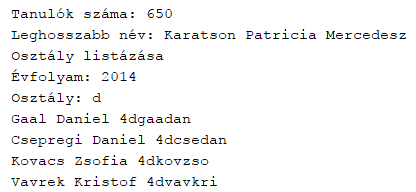 Tanulók száma: 650
Leghosszabb név: Karatson Patricia Mercedesz
Osztály listázása
Évfolyam: 2014
Osztály: d
Gaal Daniel 4dgaadan
Csepregi Daniel 4dcsedan
Kovacs Zsofia 4dkovzso
Vavrek Kristof 4dvavkri